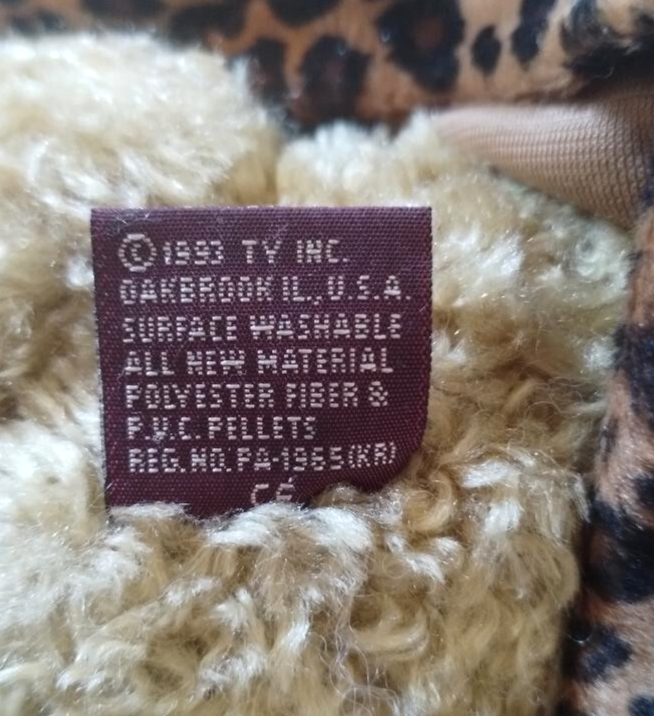 © 1993 TY INC.
OAKBROOK IL., U.S.A.
SURFACE WASHABLE
ALL NEW MATERIAL
POLYESTER FIBER &
P.V.C. PELLETS
REG. NO. PA-1965(KR)
CE